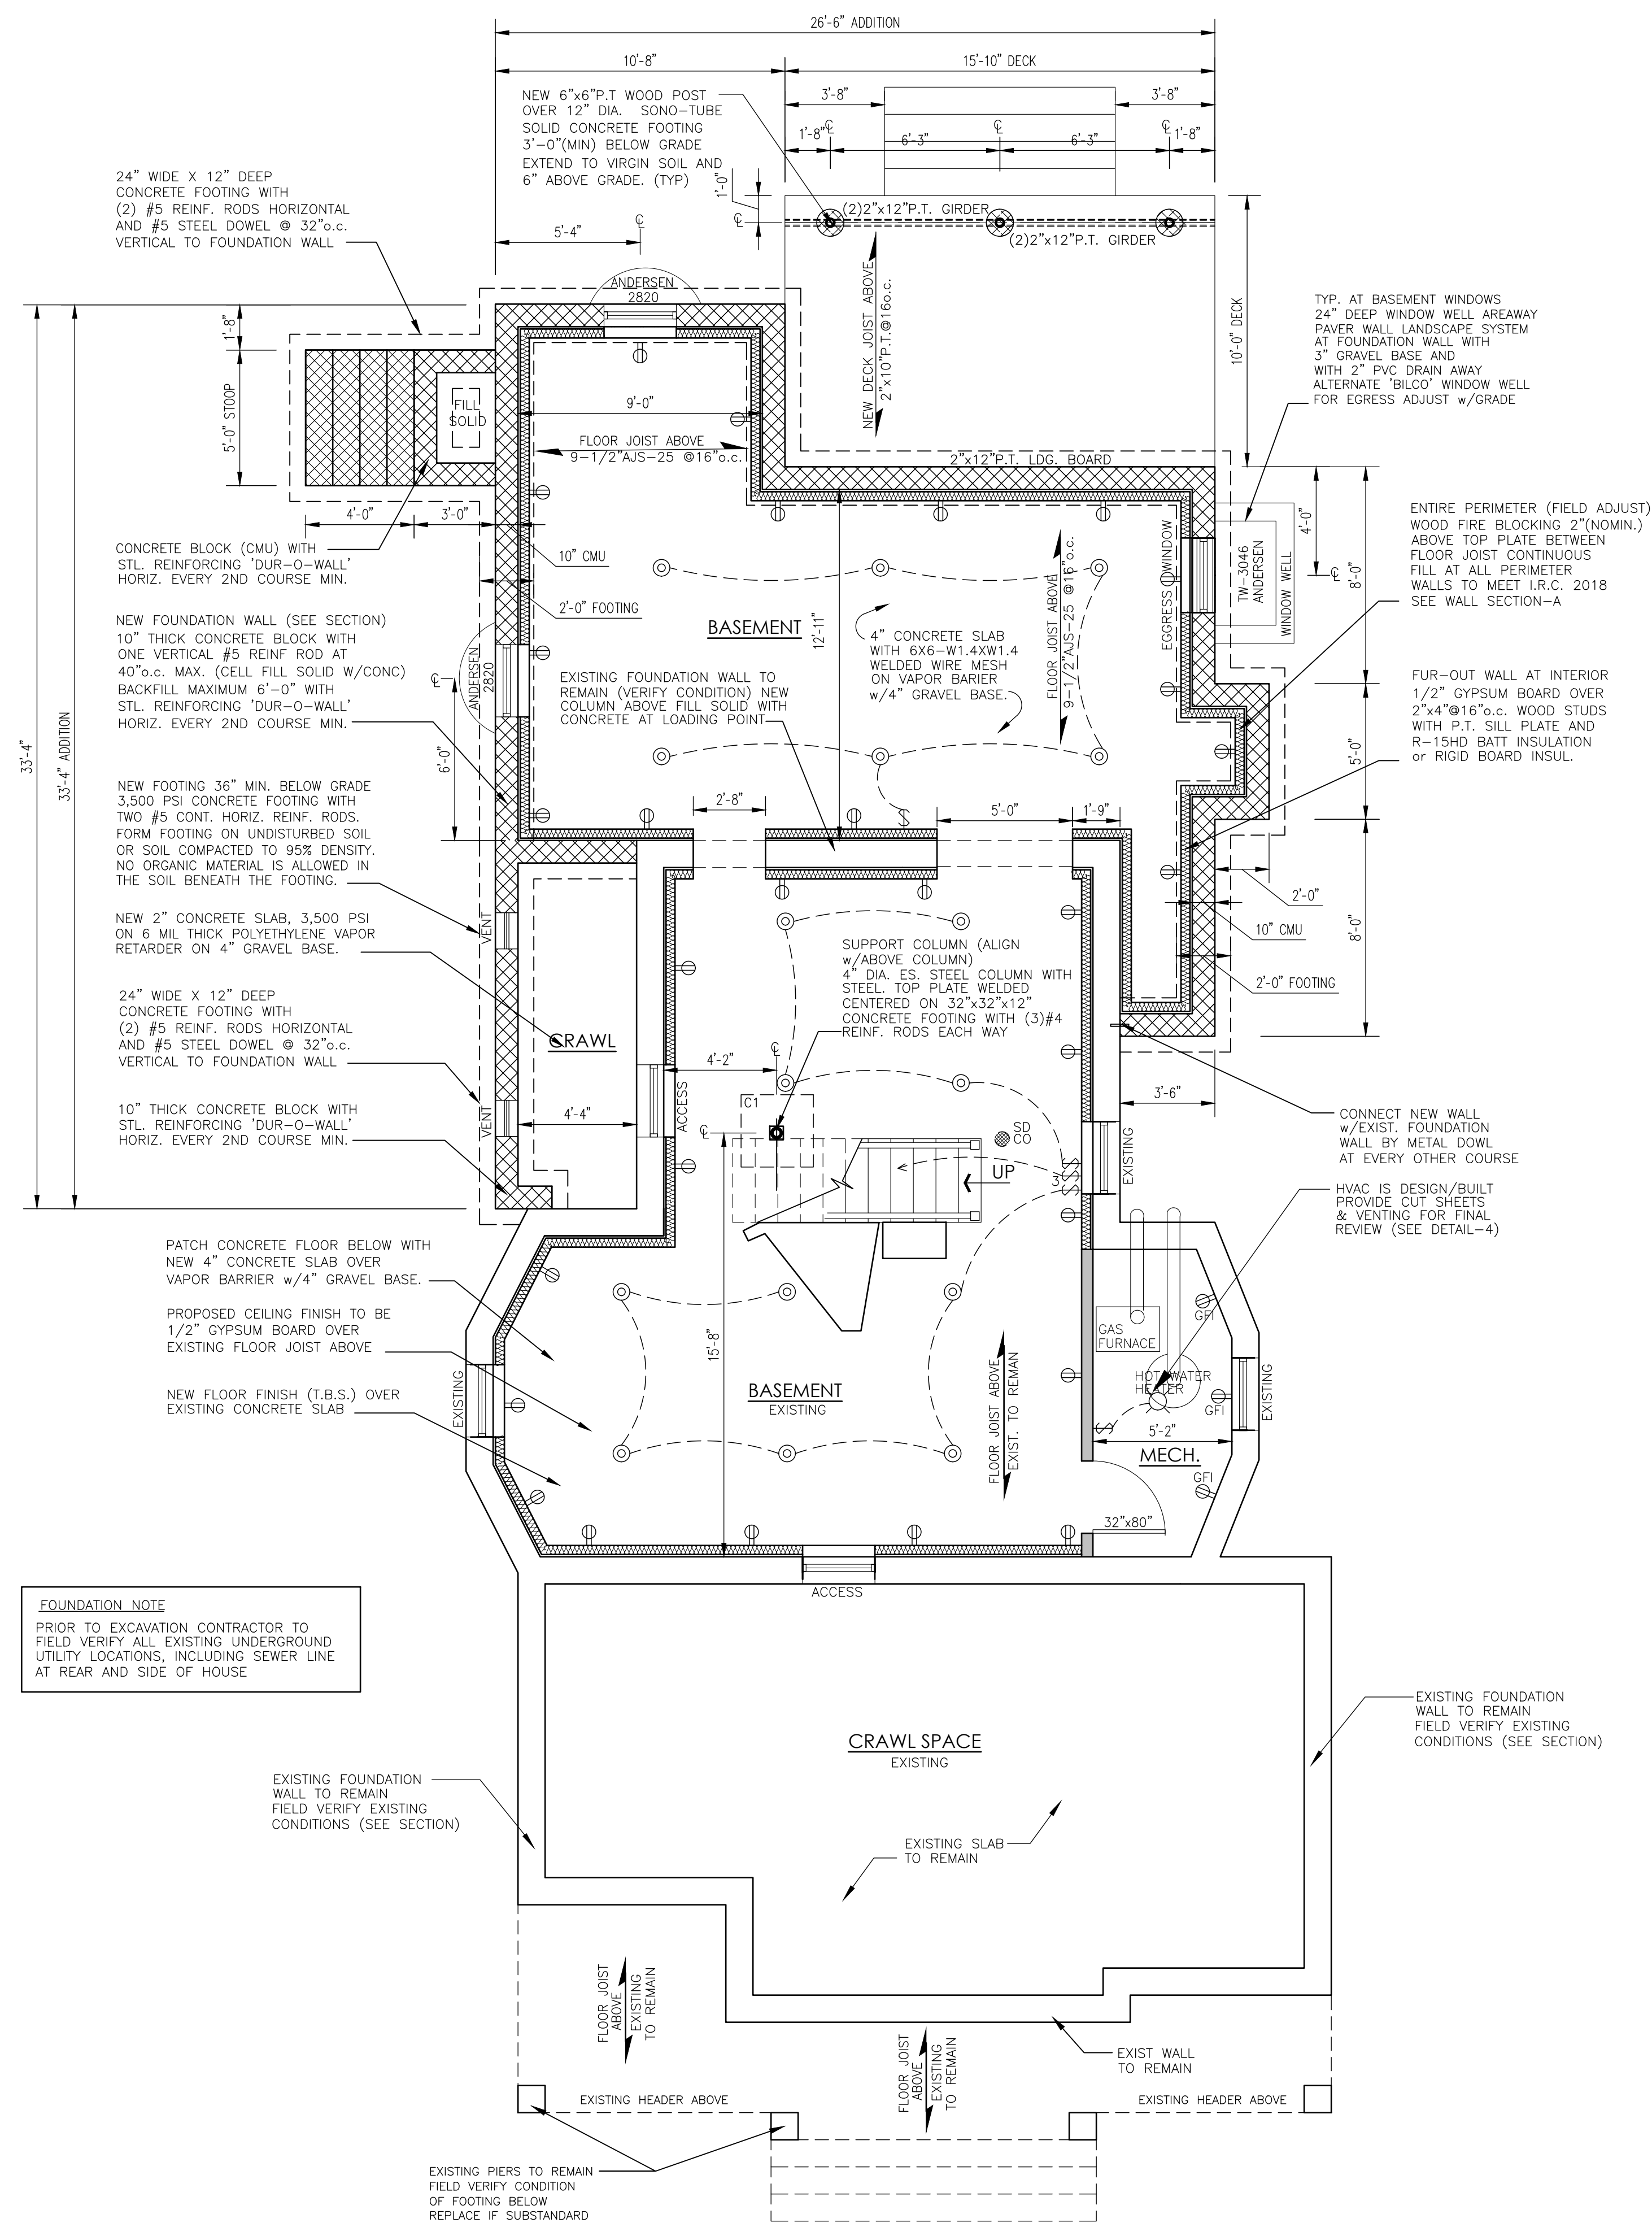 26'-6" ADDITION
10'-8"
15'-10" DECK
3'-8"
3'-8"
1'-8"
6'-3"
6'-3"
1'-8"
NEW 6"x6"P.T WOOD POST
OVER 12" DIA. SONO-TUBE
SOLID CONCRETE FOOTING
3'-0"(MIN) BELOW GRADE
EXTEND TO VIRGIN SOIL AND
6" ABOVE GRADE. (TYP)
1'-0"
(2)2"x12"P.T. GIRDER
(2)2"x12"P.T. GIRDER
5'-4"
24" WIDE X 12" DEEP
CONCRETE FOOTING WITH
(2) #5 REINF. RODS HORIZONTAL
AND #5 STEEL DOWEL @ 32"o.c.
VERTICAL TO FOUNDATION WALL
ANDERSEN
2820
NEW DECK JOIST ABOVE
2"x10"P.T.@16o.c.
10'-0" DECK
TYP. AT BASEMENT WINDOWS
24" DEEP WINDOW WELL AREAWAY
PAVER WALL LANDSCAPE SYSTEM
AT FOUNDATION WALL WITH
3" GRAVEL BASE AND
WITH 2" PVC DRAIN AWAY
ALTERNATE 'BILCO' WINDOW WELL
FOR EGRESS ADJUST w/GRADE
33'-4"
33'-4" ADDITION
1'-8"
5'-0" STOOP
FILL
SOLID
9'-0"
FLOOR JOIST ABOVE
9-1/2"AJS-25 @16"o.c.
2"x12"P.T. LDG. BOARD
4'-0"
3'-0"
10" CMU
2'-0" FOOTING
CONCRETE BLOCK (CMU) WITH
STL. REINFORCING 'DUR-O-WALL'
HORIZ. EVERY 2ND COURSE MIN.
4'-0"
8'-0"
EGGRESS WINDOW
TW-3046
ANDERSEN
WINDOW WELL
ENTIRE PERIMETER (FIELD ADJUST)
WOOD FIRE BLOCKING 2"(NOMIN.)
ABOVE TOP PLATE BETWEEN
FLOOR JOIST CONTINUOUS
FILL AT ALL PERIMETER
WALLS TO MEET I.R.C. 2018
SEE WALL SECTION-A
NEW FOUNDATION WALL (SEE SECTION)
10" THICK CONCRETE BLOCK WITH
ONE VERTICAL #5 REINF ROD AT
40"o.c. MAX. (CELL FILL SOLID W/CONC)
BACKFILL MAXIMUM 6'-0" WITH
STL. REINFORCING 'DUR-O-WALL'
HORIZ. EVERY 2ND COURSE MIN.
BASEMENT
12'-11"
4" CONCRETE SLAB
WITH 6X6-W1.4XW1.4
WELDED WIRE MESH
ON VAPOR BARIER
w/4" GRAVEL BASE.
FLOOR JOIST ABOVE
9-1/2"AJS-25 @16"o.c.
ANDERSEN
2820
6'-0"
EXISTING FOUNDATION WALL TO
REMAIN (VERIFY CONDITION) NEW
COLUMN ABOVE FILL SOLID WITH
CONCRETE AT LOADING POINT
FUR-OUT WALL AT INTERIOR
1/2" GYPSUM BOARD OVER
2"x4"@16"o.c. WOOD STUDS
WITH P.T. SILL PLATE AND
R-15HD BATT INSULATION
or RIGID BOARD INSUL.
5'-0"
2'-8"
5'-0"
1'-9"
NEW FOOTING 36" MIN. BELOW GRADE
3,500 PSI CONCRETE FOOTING WITH
TWO #5 CONT. HORIZ. REINF. RODS.
FORM FOOTING ON UNDISTURBED SOIL
OR SOIL COMPACTED TO 95% DENSITY.
NO ORGANIC MATERIAL IS ALLOWED IN
THE SOIL BENEATH THE FOOTING.
VENT
NEW 2" CONCRETE SLAB, 3,500 PSI
ON 6 MIL THICK POLYETHYLENE VAPOR
RETARDER ON 4" GRAVEL BASE.
2'-0"
8'-0"
10" CMU
2'-0" FOOTING
SUPPORT COLUMN (ALIGN
w/ABOVE COLUMN)
4" DIA. ES. STEEL COLUMN WITH
STEEL. TOP PLATE WELDED
CENTERED ON 32"x32"x12"
CONCRETE FOOTING WITH (3)#4
REINF. RODS EACH WAY
24" WIDE X 12" DEEP
CONCRETE FOOTING WITH
(2) #5 REINF. RODS HORIZONTAL
AND #5 STEEL DOWEL @ 32"o.c.
VERTICAL TO FOUNDATION WALL
CRAWL
4'-2"
C1
ACCESS
4'-4"
VENT
3'-6"
SD
CO
UP
3
EXISTING
10" THICK CONCRETE BLOCK WITH
STL. REINFORCING 'DUR-O-WALL'
HORIZ. EVERY 2ND COURSE MIN.
CONNECT NEW WALL
w/EXIST. FOUNDATION
WALL BY METAL DOWL
AT EVERY OTHER COURSE
HVAC IS DESIGN/BUILT
PROVIDE CUT SHEETS
& VENTING FOR FINAL
REVIEW (SEE DETAIL-4)
PATCH CONCRETE FLOOR BELOW WITH
NEW 4" CONCRETE SLAB OVER
VAPOR BARRIER w/4" GRAVEL BASE.
PROPOSED CEILING FINISH TO BE
1/2" GYPSUM BOARD OVER
EXISTING FLOOR JOIST ABOVE
NEW FLOOR FINISH (T.B.S.) OVER
EXISTING CONCRETE SLAB
EXISTING
15'-8"
BASEMENT
EXISTING
FLOOR JOIST ABOVE
EXIST. TO REMAN
GAS
FURNACE
GFI
HOT WATER
HEATER
GFI
EXISTING
5'-2"
MECH.
GFI
32"x80"
ACCESS
FOUNDATION NOTE
PRIOR TO EXCAVATION CONTRACTOR TO
FIELD VERIFY ALL EXISTING UNDERGROUND
UTILITY LOCATIONS, INCLUDING SEWER LINE
AT REAR AND SIDE OF HOUSE
CRAWL SPACE
EXISTING
EXISTING FOUNDATION
WALL TO REMAIN
FIELD VERIFY EXISTING
CONDITIONS (SEE SECTION)
EXISTING FOUNDATION
WALL TO REMAIN
FIELD VERIFY EXISTING
CONDITIONS (SEE SECTION)
EXISTING SLAB
TO REMAIN
FLOOR JOIST
ABOVE
EXISTING
TO REMAIN
FLOOR JOIST
ABOVE
EXISTING
TO REMAIN
EXIST WALL
TO REMAIN
EXISTING HEADER ABOVE
EXISTING HEADER ABOVE
EXISTING PIERS TO REMAIN
FIELD VERIFY CONDITION
OF FOOTING BELOW
REPLACE IF SUBSTANDARD